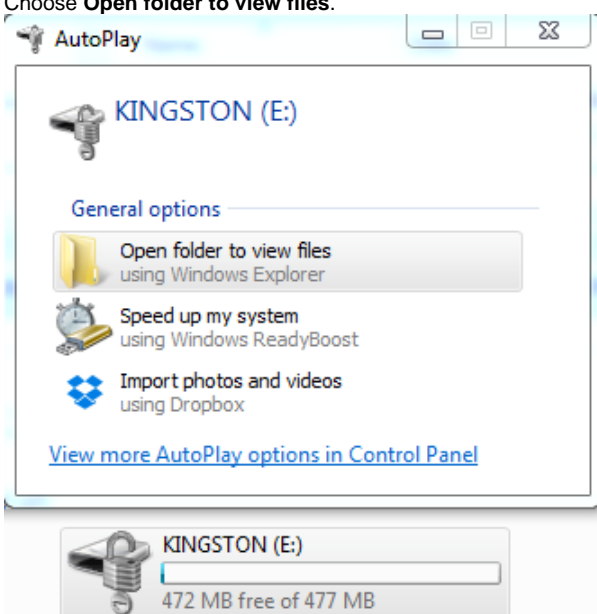 Choose Open folder to view files.
AutoPlay
KINGSTON (E:)
General options
Open folder to view files
using Windows Explorer
Speed up my system
using Windows ReadyBoost
Import photos and videos
using Dropbox
View more AutoPlay options in Control Panel
KINGSTON (E:)
472 MB free of 477 MB